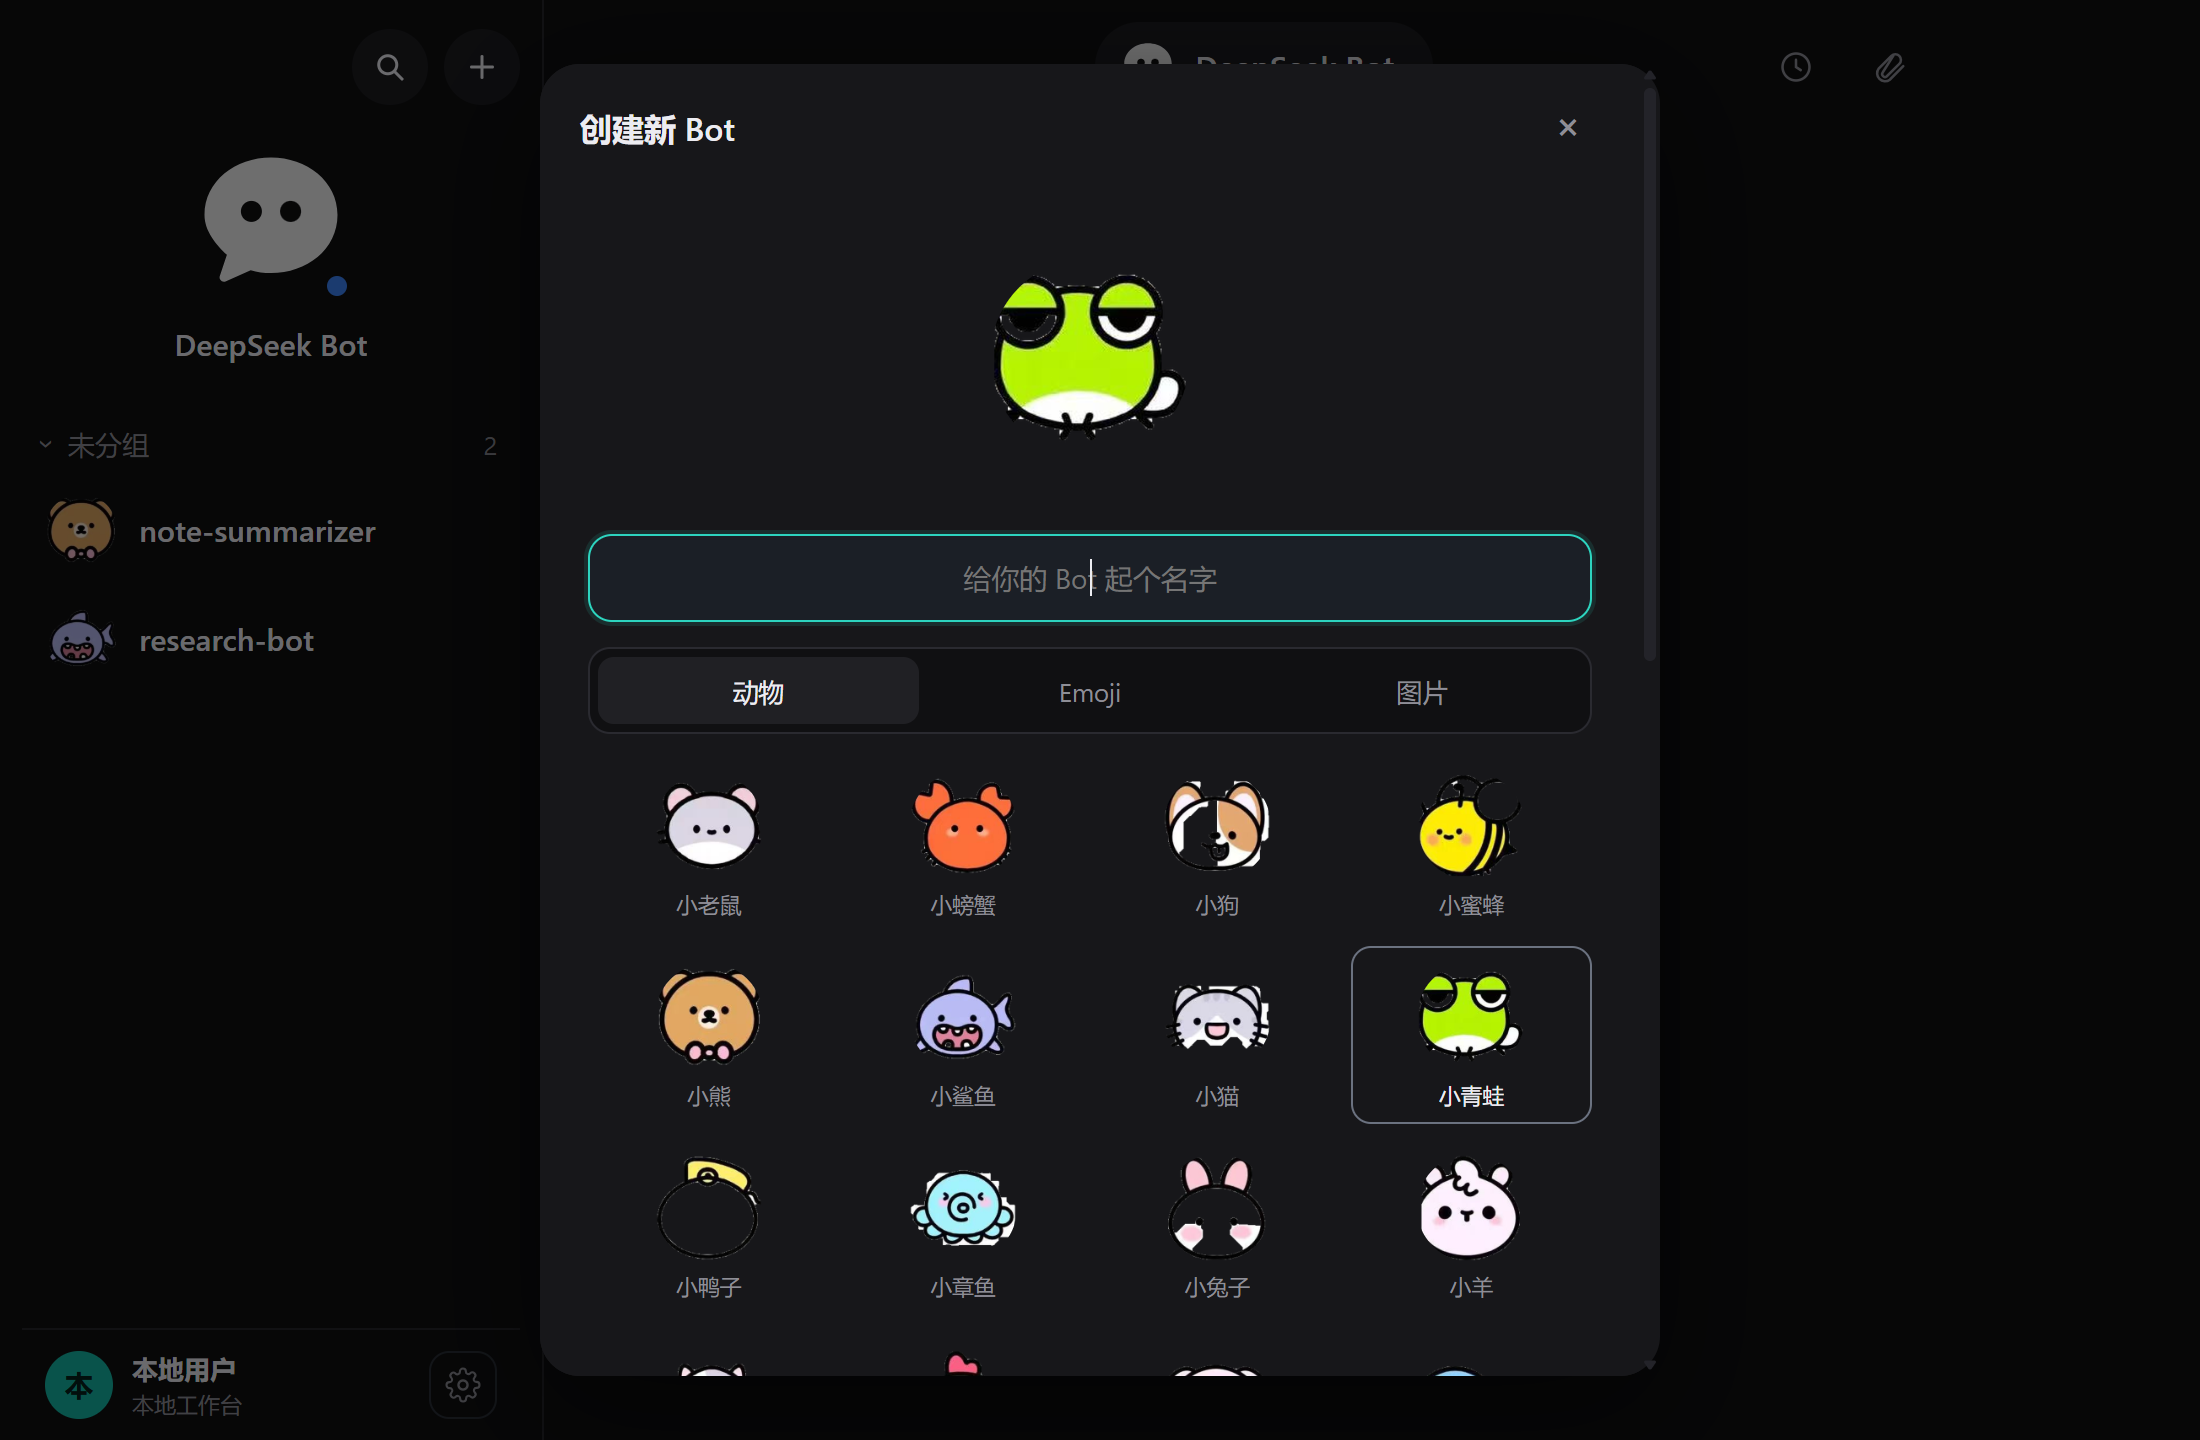 DeepSeek Bot
未分组
2
note-summarizer
research-bot
本
本地用户
本地工作台
DeepSeek Bot
创建新 Bot
给你的 Bot 起个名字
动物
Emoji
图片
小老鼠
小螃蟹
小狗
小蜜蜂
小熊
小鲨鱼
小猫
小青蛙
小鸭子
小章鱼
小兔子
小羊